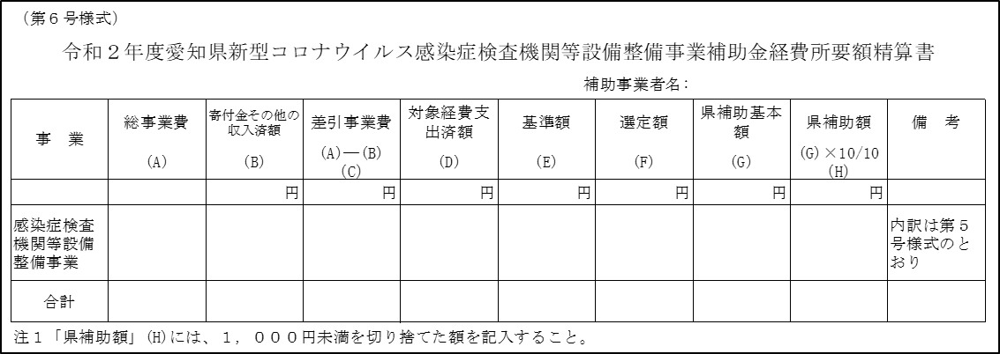 （第６号様式）
令和２年度愛知県新型コロナウイルス感染症検査機関等設備整備事業補助金経費所要額精算書
補助事業者名：
事　業
総事業費
(A)
寄付金その他の
収入済額
(B)
差引事業費
(A)―(B)
(C)
対象経費支
出済額
(D)
基準額
(E)
選定額
(F)
県補助基本
額
(G)
県補助額
(G)×10/10
(H)
備　考
円 円 円 円 円 円 円
感染症検査
機関等設備
整備事業
内訳は第５
号様式のと
おり
合計
注１「県補助額」(H)には、１，０００円未満を切り捨てた額を記入すること。